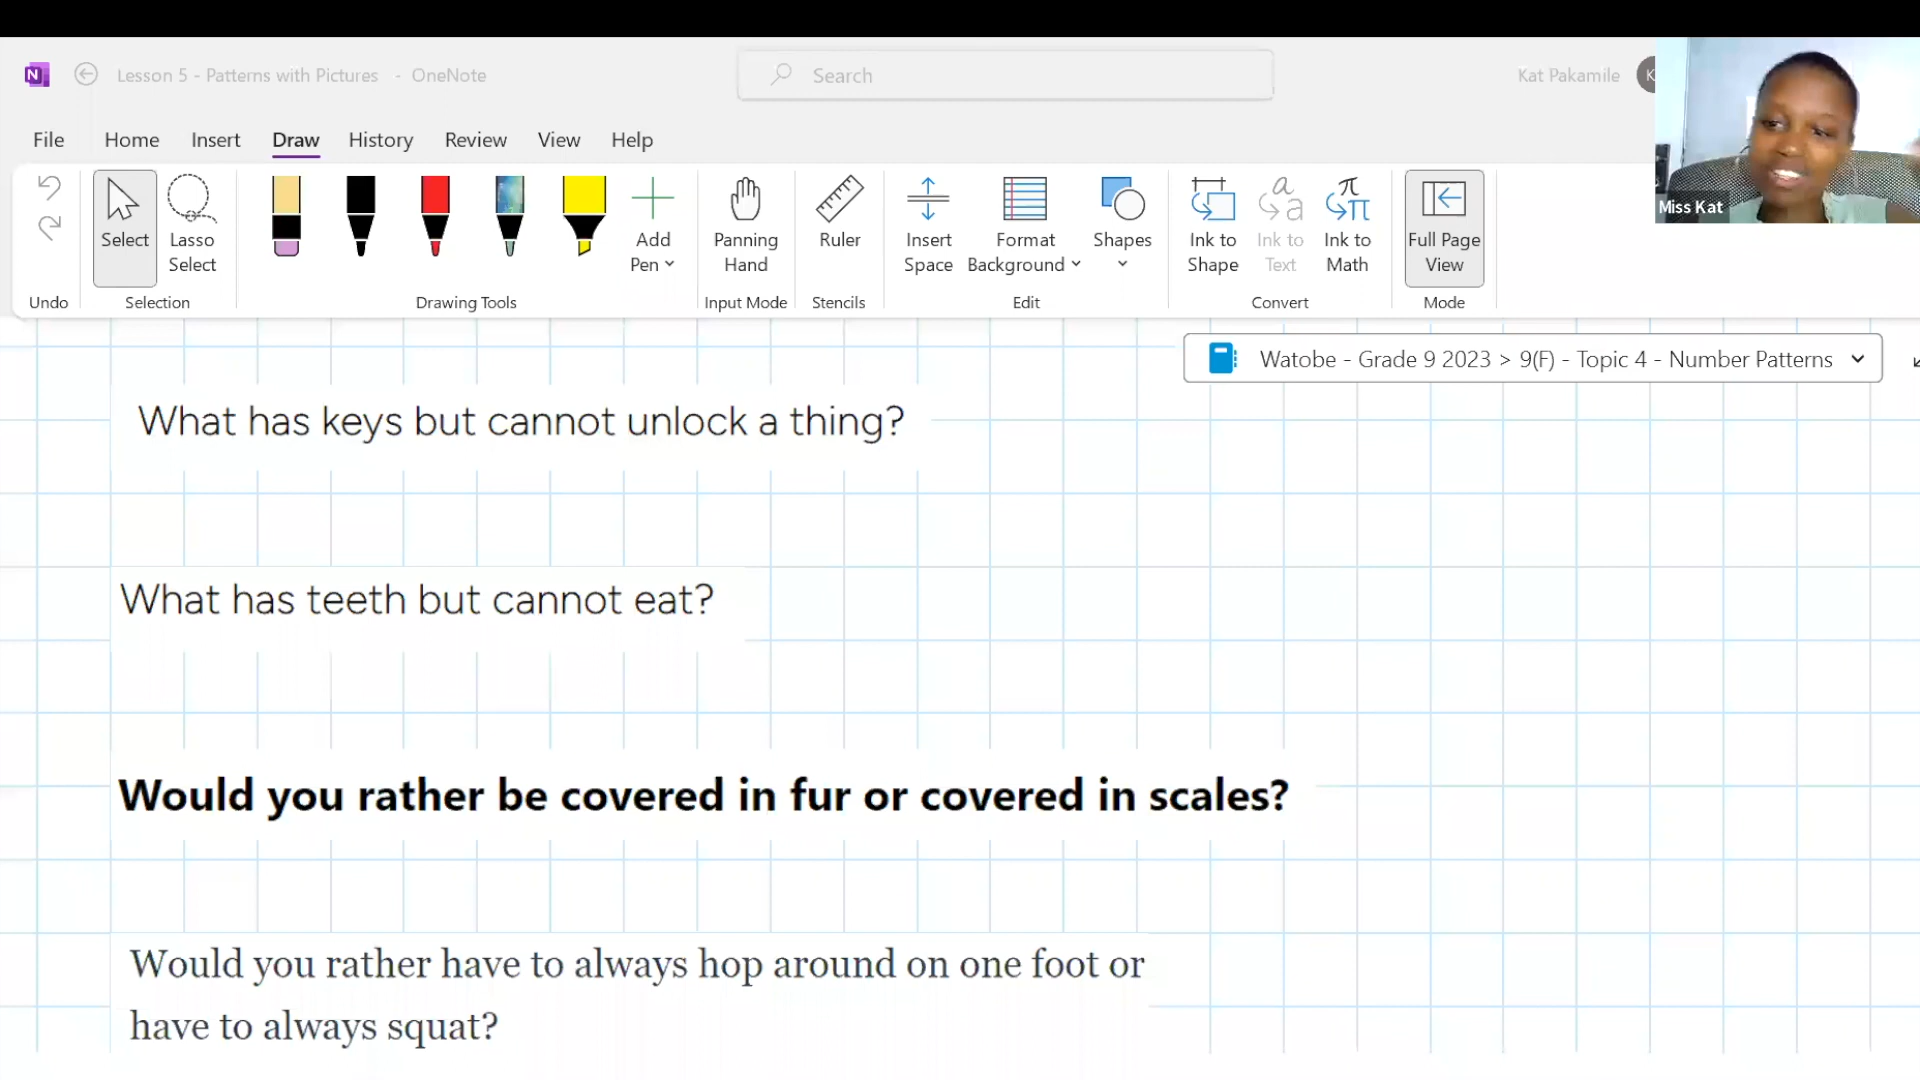 Lesson 5 - Patterns with Pictures - OneNote
Search
Kat Pakamile
K
File Home Insert Draw History Review View Help
Miss Kat
Select
Lasso Select
Add Pen
Panning Hand
Ruler
Insert Space
Format Background
Shapes
Ink to Shape
Ink to Text
Ink to Math
Full Page View
Undo Selection Drawing Tools Input Mode Stencils Edit Convert Mode
Watobe - Grade 9 2023 > 9(F) - Topic 4 - Number Patterns
What has keys but cannot unlock a thing?
What has teeth but cannot eat?
Would you rather be covered in fur or covered in scales?
Would you rather have to always hop around on one foot or
have to always squat?